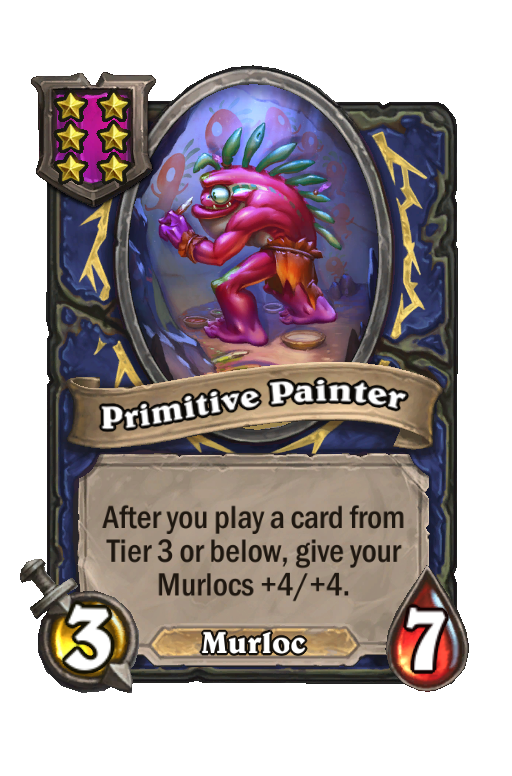 Primitive Painter
After you play a card from
Tier 3 or below, give your
Murlocs +4/+4.
3
Murloc
7